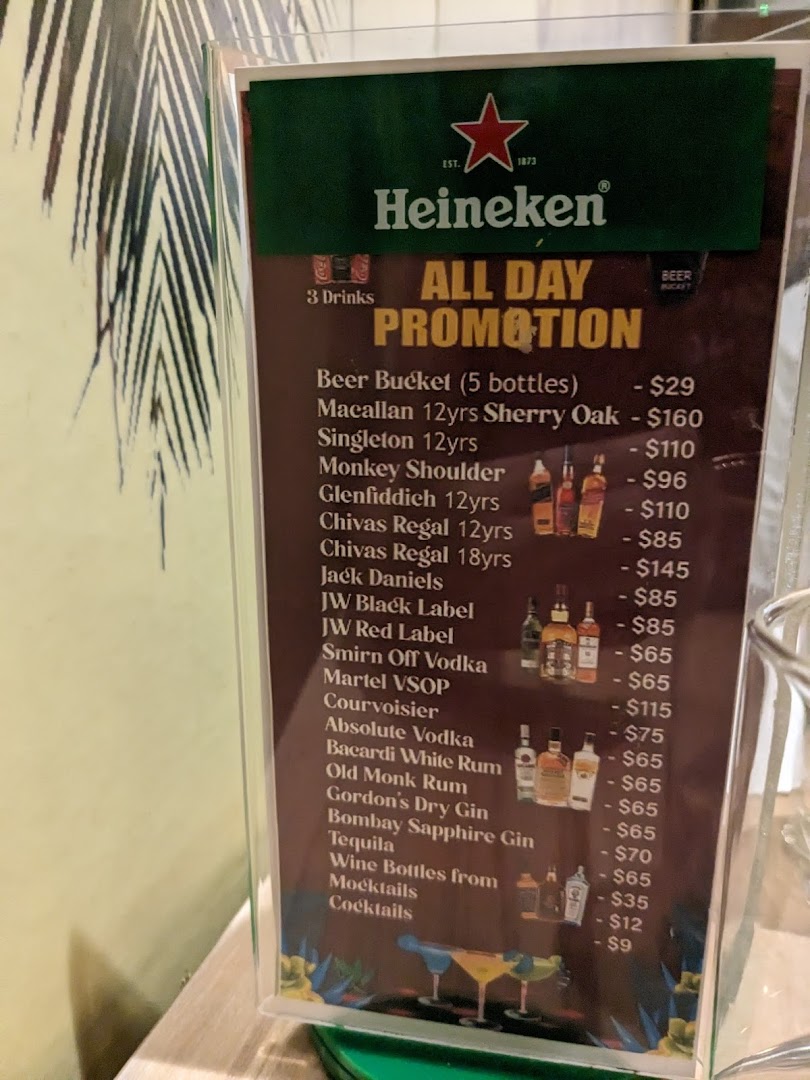 EST. 1873
Heineken®
3 Drinks
BEER
BUCKET
ALL DAY
PROMOTION
Beer Bucket (5 bottles) - $29
Macallan 12yrs Sherry Oak - $160
Singleton 12yrs - $110
Monkey Shoulder - $96
Glenfiddich 12yrs - $110
Chivas Regal 12yrs - $85
Chivas Regal 18yrs - $145
Jack Daniels - $85
JW Black Label - $85
JW Red Label - $65
Smirn Off Vodka - $65
Martel VSOP - $115
Courvoisier - $75
Absolute Vodka - $65
Bacardi White Rum - $65
Old Monk Rum - $65
Gordon's Dry Gin - $65
Bombay Sapphire Gin - $70
Tequila - $65
Wine Bottles from - $35
Mocktails - $12
Cocktails - $9